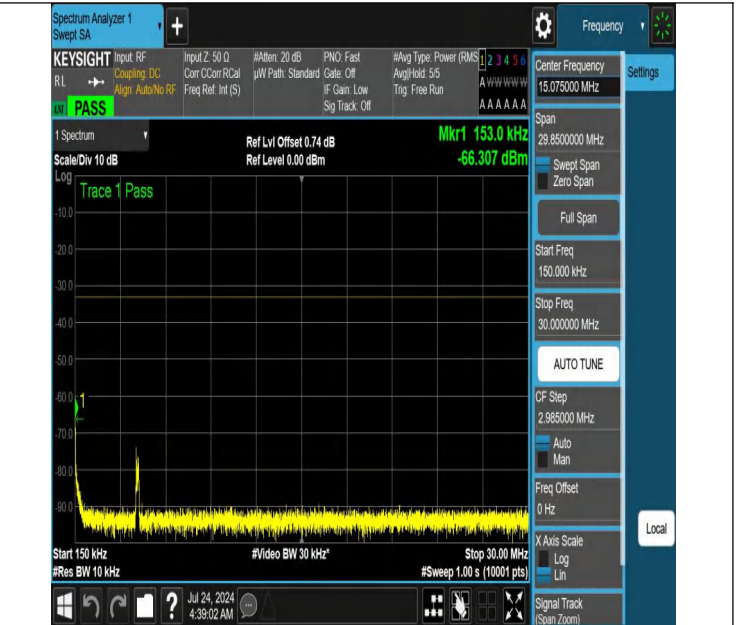 Spectrum Analyzer 1
Swept SA
+
Frequency
KEYSIGHT
RL
PASS
Input: RF
Coupling: DC
Align: Auto/No RF
Input Z: 50 Ω
Corr CCorr RCal
Freq Ref: Int (S)
#Atten: 20 dB
µW Path: Standard
PNO: Fast
Gate: Off
IF Gain: Low
Sig Track: Off
#Avg Type: Power (RMS
Avg|Hold: 5/5
Trig: Free Run
1 2 3 4 5 6
A W W W W W
A A A A A A
1 Spectrum
Scale/Div 10 dB
Ref Lvl Offset 0.74 dB
Ref Level 0.00 dBm
Mkr1 153.0 kHz
-66.307 dBm
Log
Trace 1 Pass
-10.0
-20.0
-30.0
-40.0
-50.0
-60.0
-70.0
-80.0
-90.0
1
Start 150 kHz
#Res BW 10 kHz
#Video BW 30 kHz*
Stop 30.00 MHz
#Sweep 1.00 s (10001 pts)
Jul 24, 2024
4:39:02 AM
Center Frequency
15.075000 MHz
Span
29.8500000 MHz
Swept Span
Zero Span
Full Span
Start Freq
150.000 kHz
Stop Freq
30.000000 MHz
AUTO TUNE
CF Step
2.985000 MHz
Auto
Man
Freq Offset
0 Hz
X Axis Scale
Log
Lin
Signal Track
(Span Zoom)
Settings
Local